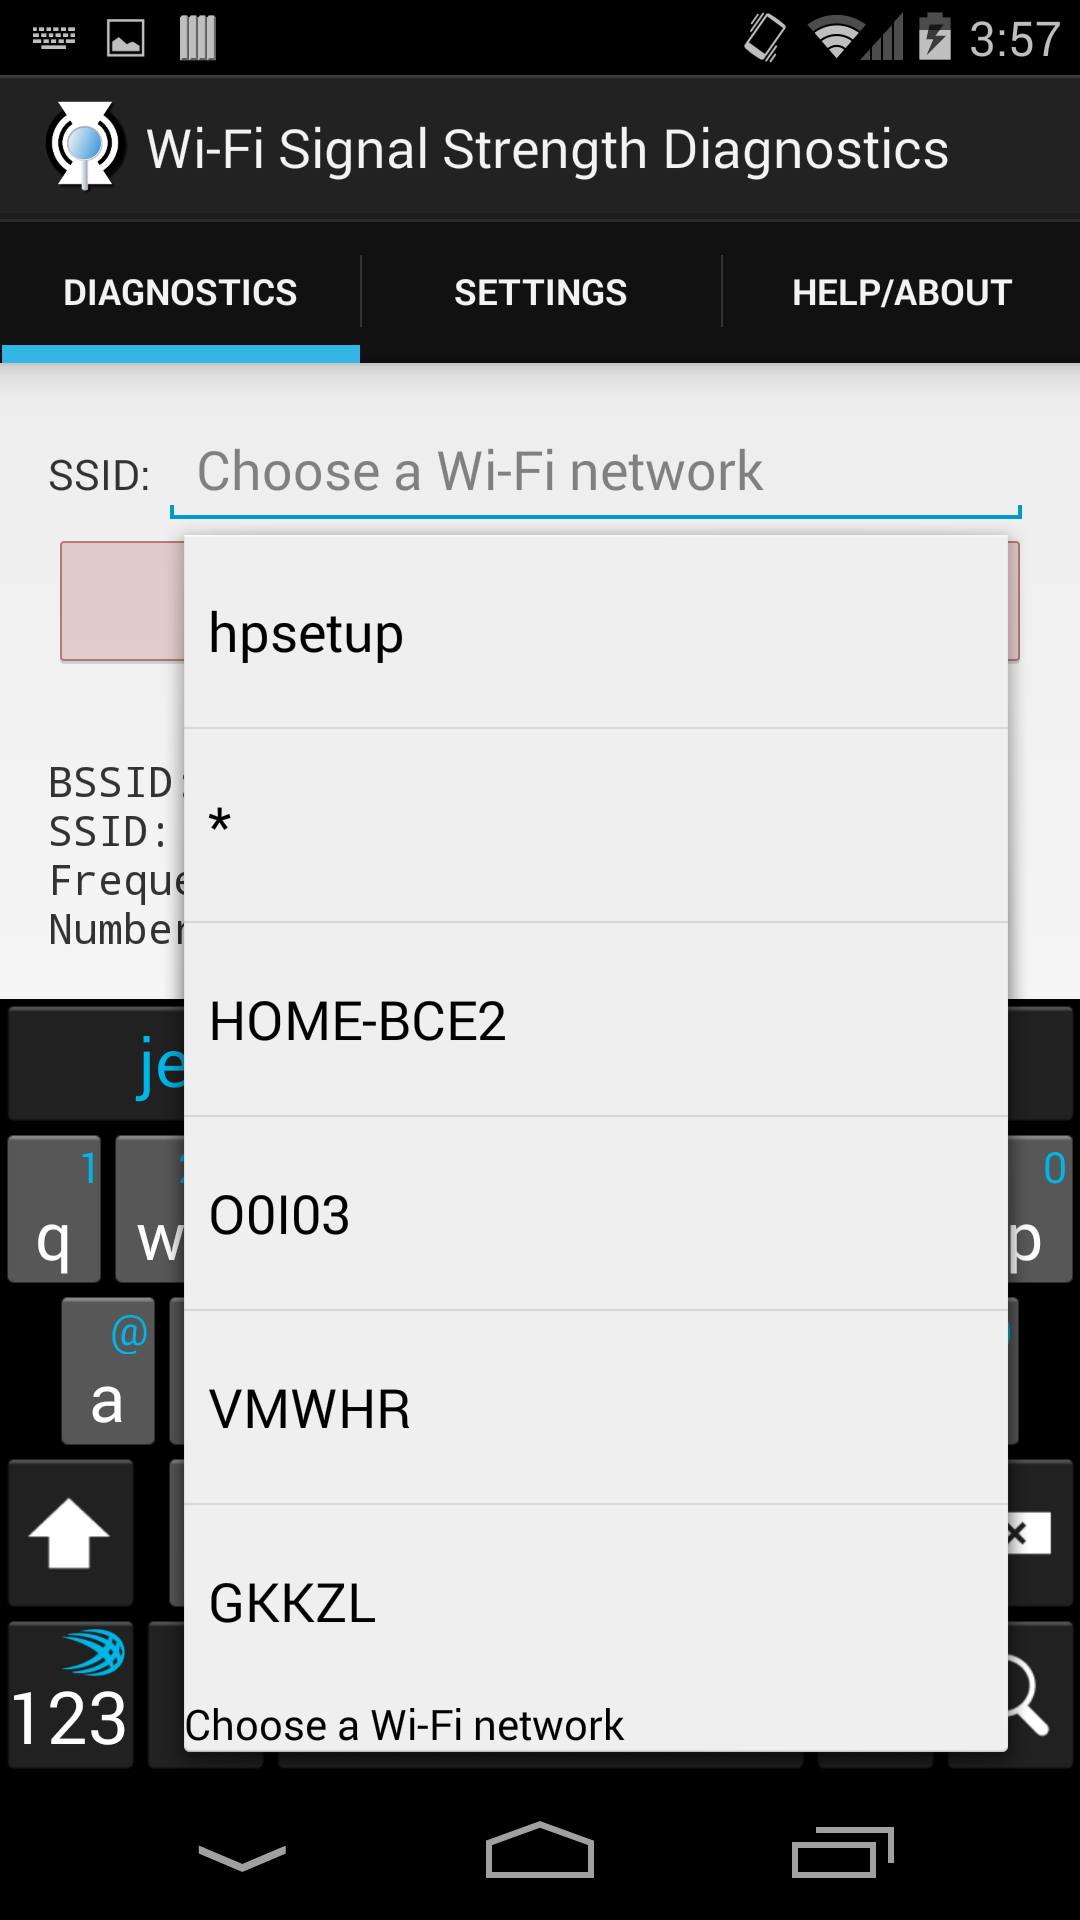 3:57
Wi-Fi Signal Strength Diagnostics
DIAGNOSTICS SETTINGS HELP/ABOUT
SSID: Choose a Wi-Fi network
hpsetup
BSSID:
*
SSID:
Freque
Number
HOME-BCE2
je
1 2 0
q w p
O0I03
@
a
VMWHR
GKKZL
123
Choose a Wi-Fi network